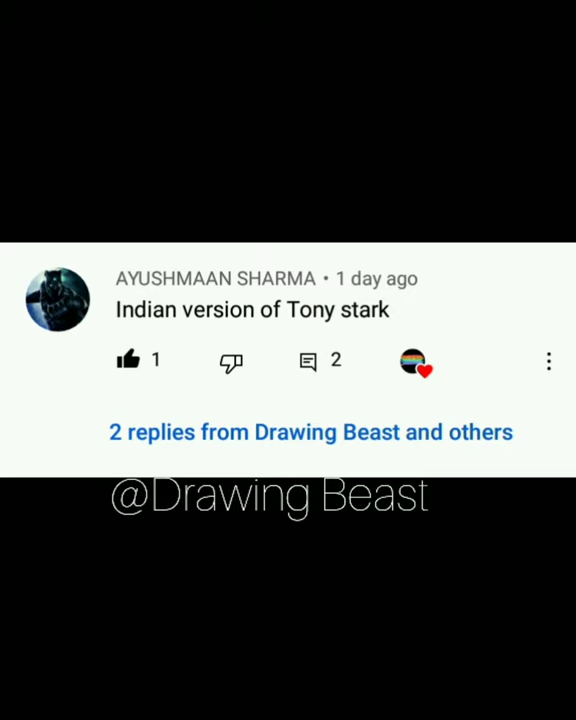 AYUSHMAAN SHARMA • 1 day ago
Indian version of Tony stark
1 2
2 replies from Drawing Beast and others
@Drawing Beast